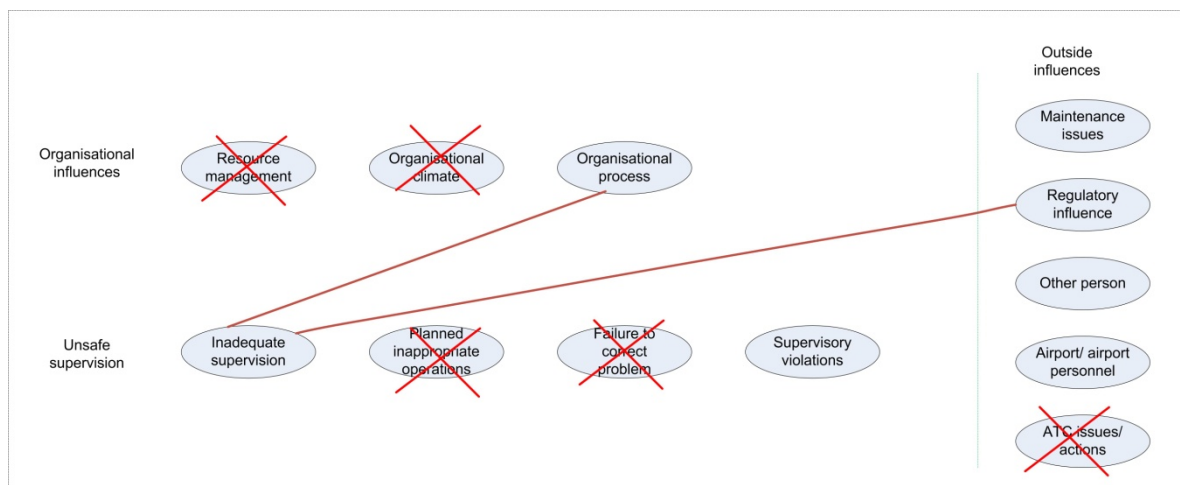 Outside
influences
Maintenance
issues
Organisational
influences
Resource
management
Organisational
climate
Organisational
process
Regulatory
influence
Other person
Unsafe
supervision
Inadequate
supervision
Planned
inappropriate
operations
Failure to
correct
problem
Supervisory
violations
Airport/ airport
personnel
ATC issues/
actions